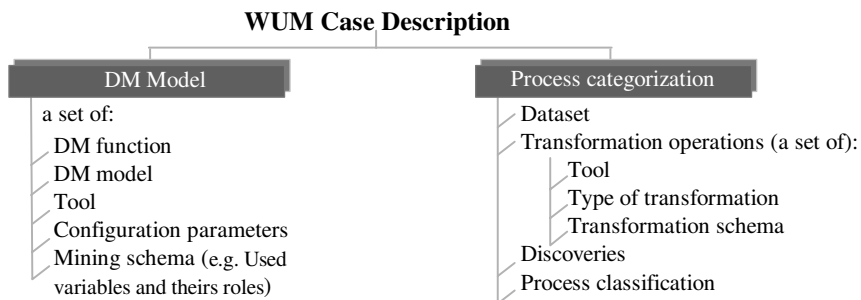 WUM Case Description
DM Model
a set of:
DM function
DM model
Tool
Configuration parameters
Mining schema (e.g. Used
variables and theirs roles)
Process categorization
Dataset
Transformation operations (a set of):
Tool
Type of transformation
Transformation schema
Discoveries
Process classification